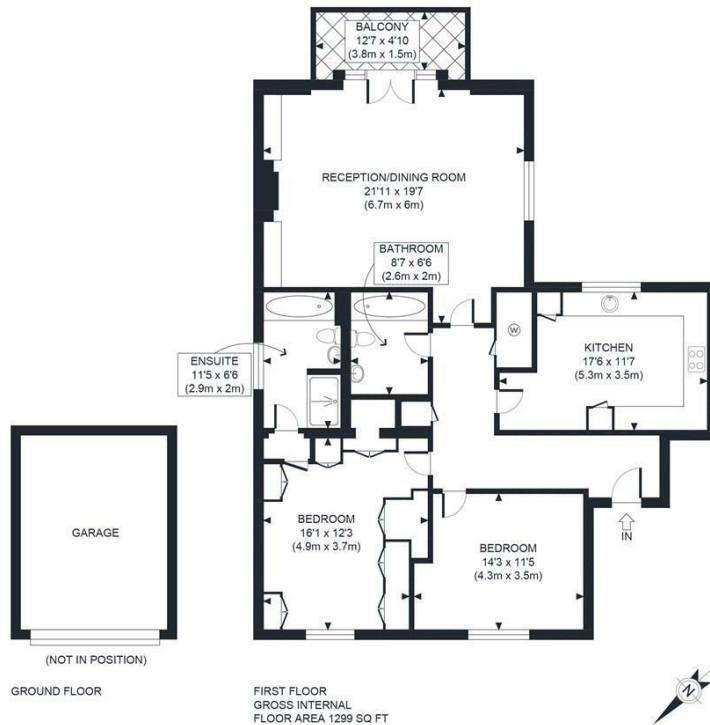 BALCONY
12'7 x 4'10
(3.8m x 1.5m)
RECEPTION/DINING ROOM
21'11 x 19'7
(6.7m x 6m)
BATHROOM
8'7 x 6'6
(2.6m x 2m)
W
KITCHEN
17'6 x 11'7
(5.3m x 3.5m)
ENSUITE
11'5 x 6'6
(2.9m x 2m)
GARAGE
BEDROOM
16'1 x 12'3
(4.9m x 3.7m)
BEDROOM
14'3 x 11'5
(4.3m x 3.5m)
IN
(NOT IN POSITION)
GROUND FLOOR
FIRST FLOOR
GROSS INTERNAL
FLOOR AREA 1299 SQ FT
N